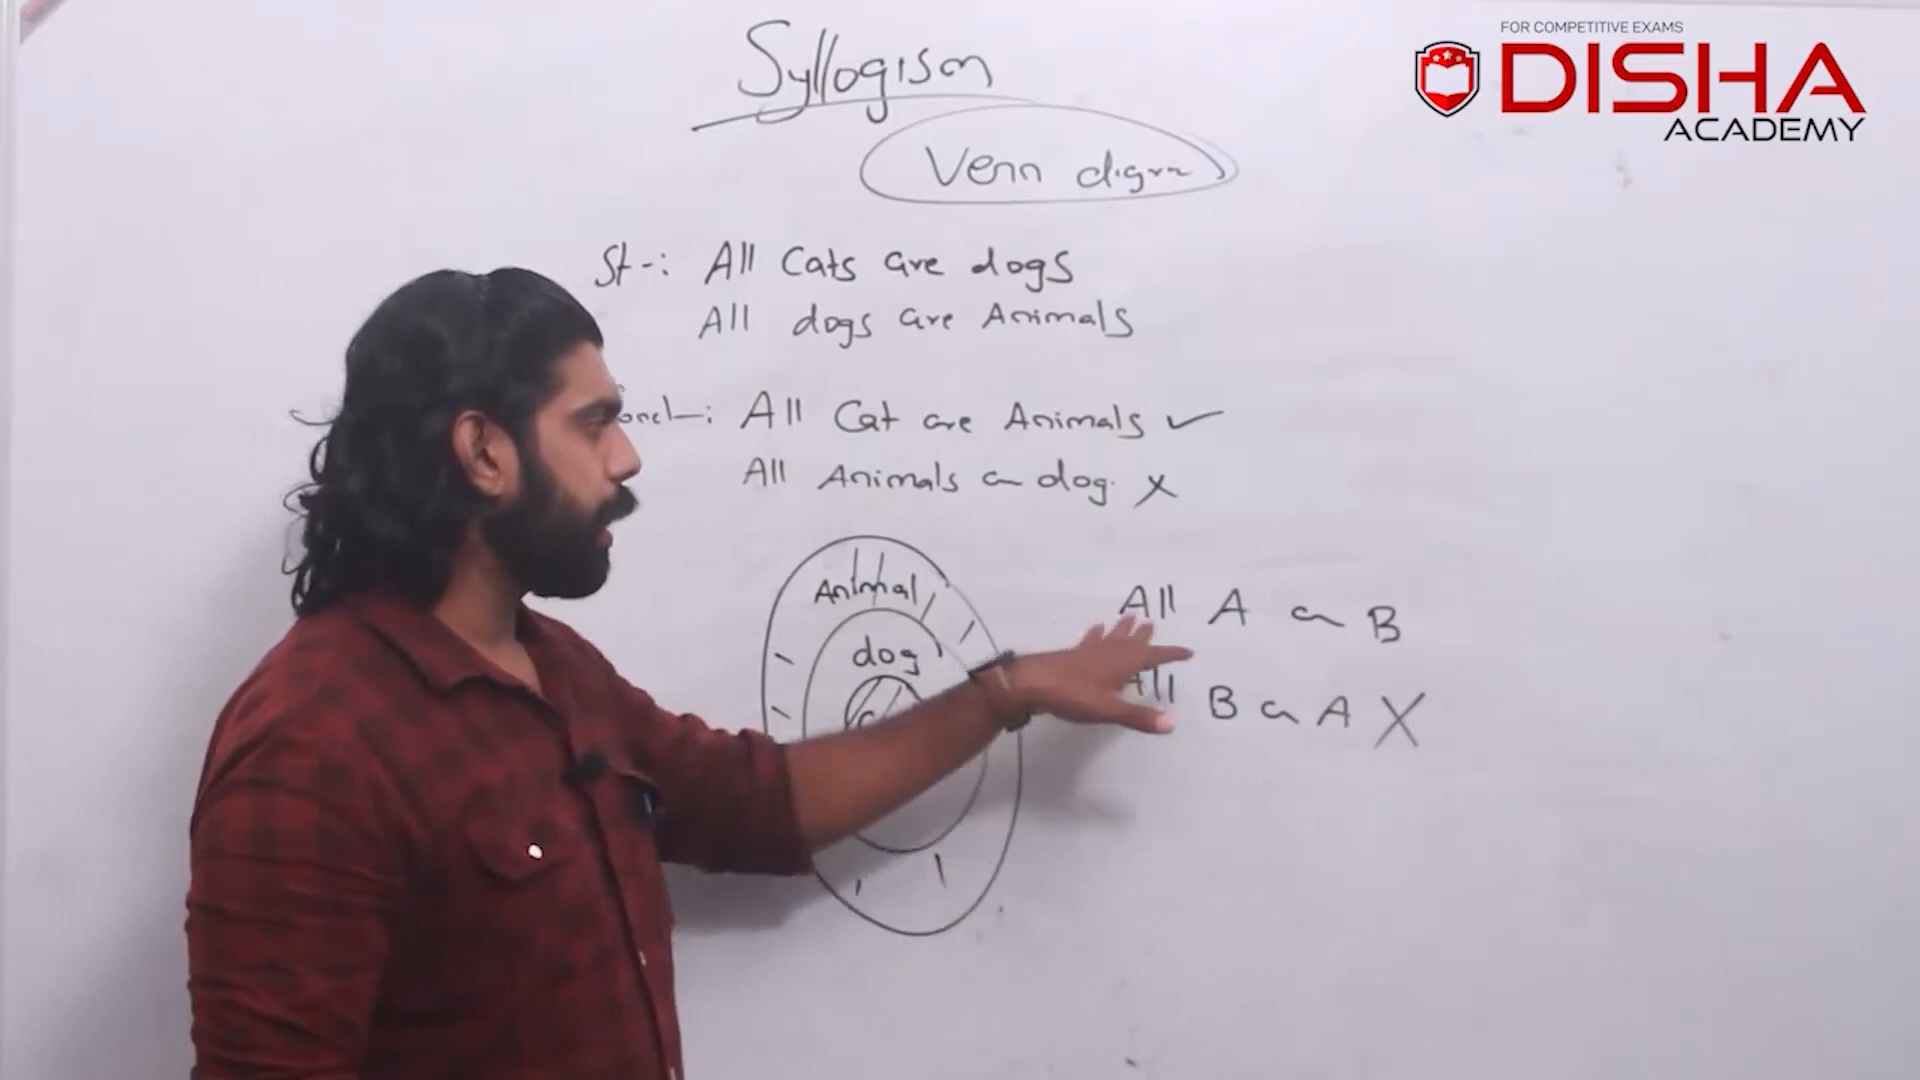 FOR COMPETITIVE EXAMS
DISHA
ACADEMY
Syllogism
Venn
St-: All Cats are dogs
All dogs are Animals
oncl-: All Cat are Animals ✓
All Animals a dog. X
Animal
dog
All A a B
All B a A X